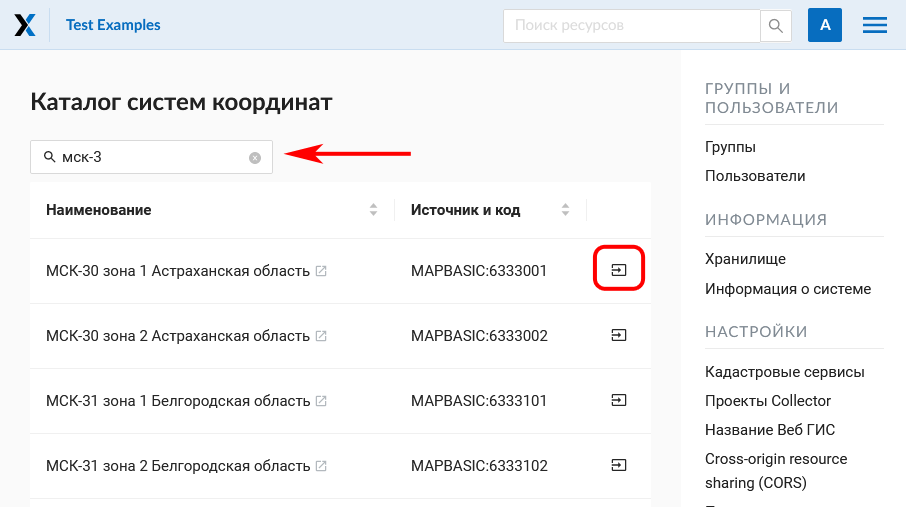 Test Examples
Поиск ресурсов
A
Каталог систем координат
мск-3
Наименование
Источник и код
МСК-30 зона 1 Астраханская область
MAPBASIC:6333001
МСК-30 зона 2 Астраханская область
MAPBASIC:6333002
МСК-31 зона 1 Белгородская область
MAPBASIC:6333101
МСК-31 зона 2 Белгородская область
MAPBASIC:6333102
ГРУППЫ И
ПОЛЬЗОВАТЕЛИ
Группы
Пользователи
ИНФОРМАЦИЯ
Хранилище
Информация о системе
НАСТРОЙКИ
Кадастровые сервисы
Проекты Collector
Название Веб ГИС
Cross-origin resource
sharing (CORS)